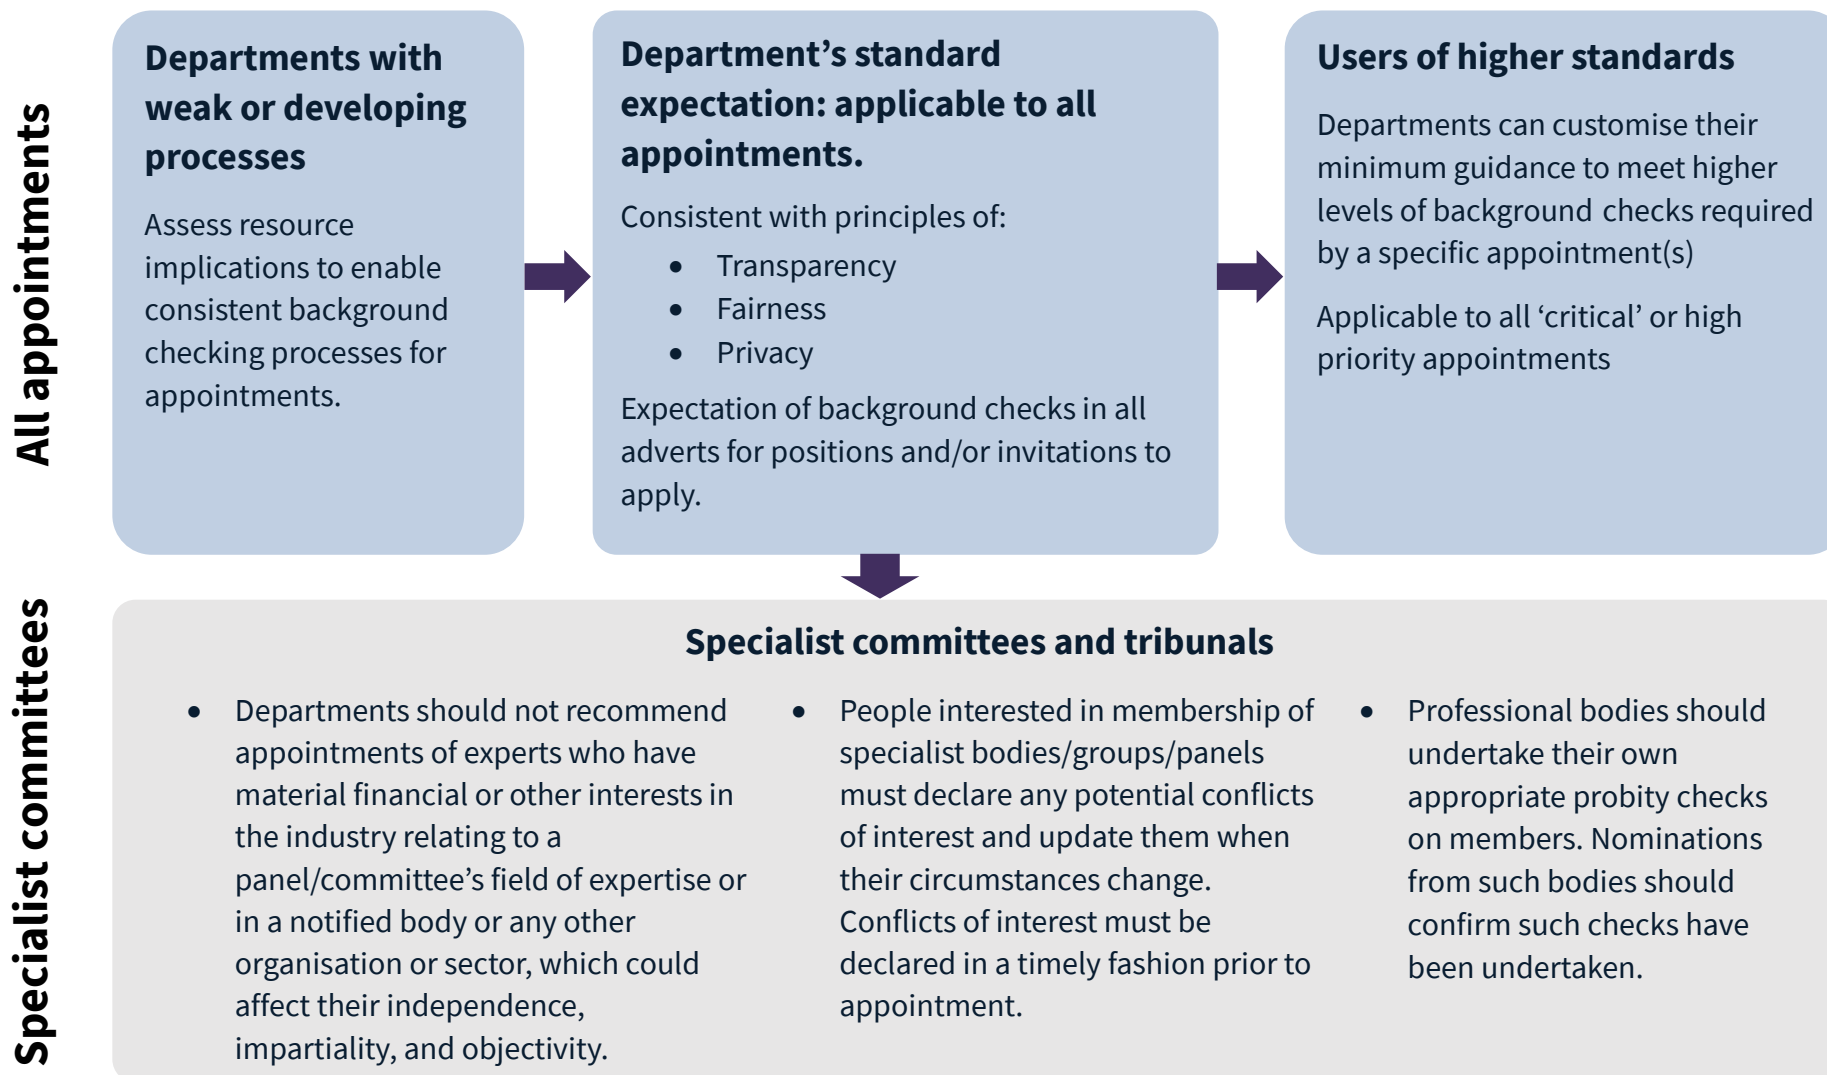 All appointments
Departments with
weak or developing
processes
Assess resource
implications to enable
consistent background
checking processes for
appointments.
Department’s standard
expectation: applicable to all
appointments.
Consistent with principles of:
• Transparency
• Fairness
• Privacy
Expectation of background checks in all
adverts for positions and/or invitations to
apply.
Users of higher standards
Departments can customise their
minimum guidance to meet higher
levels of background checks required
by a specific appointment(s)
Applicable to all ‘critical’ or high
priority appointments
Specialist committees
Specialist committees and tribunals
• Departments should not recommend
appointments of experts who have
material financial or other interests in
the industry relating to a
panel/committee’s field of expertise or
in a notified body or any other
organisation or sector, which could
affect their independence,
impartiality, and objectivity.
• People interested in membership of
specialist bodies/groups/panels
must declare any potential conflicts
of interest and update them when
their circumstances change.
Conflicts of interest must be
declared in a timely fashion prior to
appointment.
• Professional bodies should
undertake their own
appropriate probity checks
on members. Nominations
from such bodies should
confirm such checks have
been undertaken.